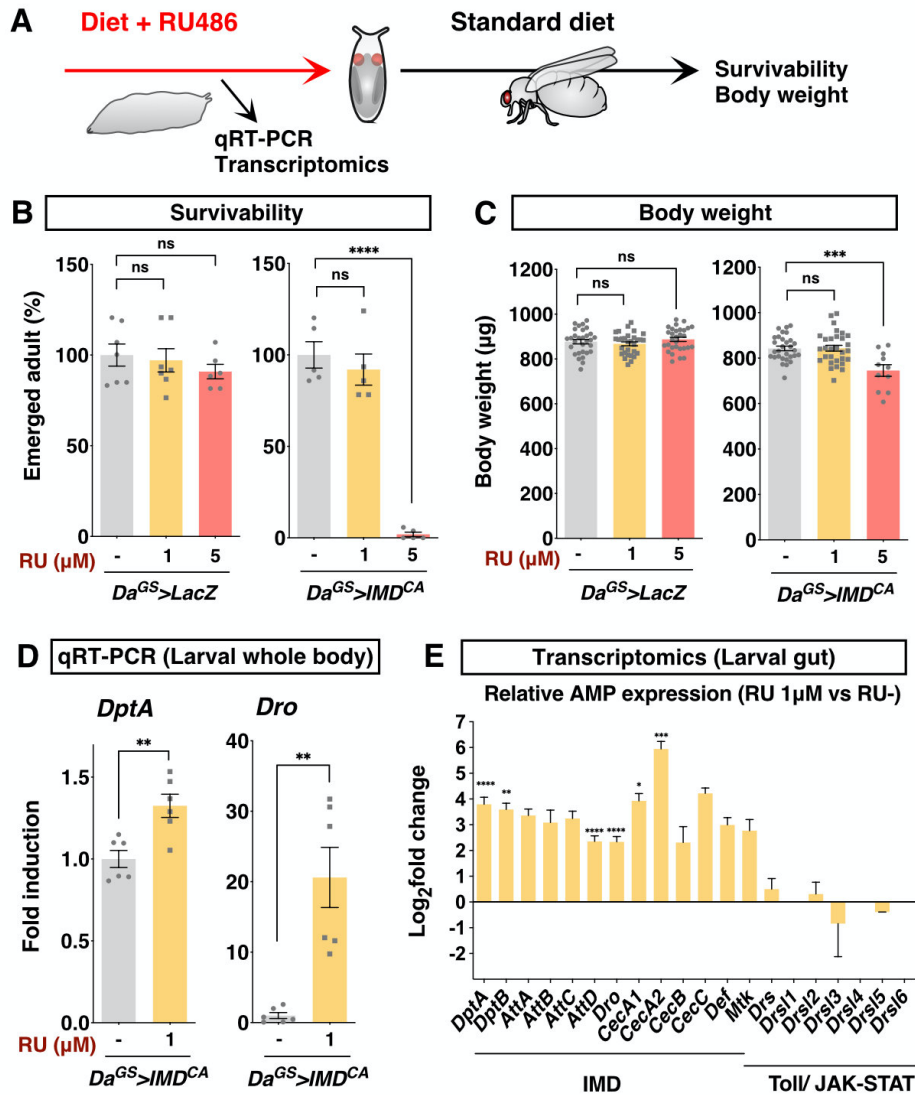 A
Diet + RU486
Standard diet
Survivability
Body weight
qRT-PCR
Transcriptomics
B
Survivability
Emerged adult (%)
150
100
50
0
ns
ns
150
100
50
0
****
ns
RU (µM)
- 1 5
- 1 5
Da^GS>LacZ
Da^GS>IMD^CA
C
Body weight
Body weight (µg)
1200
1000
800
600
400
200
0
ns
ns
1200
1000
800
600
400
200
0
***
ns
RU (µM)
- 1 5
- 1 5
Da^GS>LacZ
Da^GS>IMD^CA
D
qRT-PCR (Larval whole body)
DptA
Dro
Fold induction
1.5
1.0
0.5
0.0
**
40
30
20
10
0
**
RU (µM)
- 1
- 1
Da^GS>IMD^CA
Da^GS>IMD^CA
E
Transcriptomics (Larval gut)
Relative AMP expression (RU 1µM vs RU-)
Log₂fold change
7
6
5
4
3
2
1
0
-1
-2
**** ** **** **** * ***
DptA
DptB
AttA
AttB
AttC
AttD
Dro
CecA1
CecA2
CecB
CecC
Def
Mtk
Drs
Drsl1
Drsl2
Drsl3
Drsl4
Drsl5
Drsl6
IMD
Toll/ JAK-STAT